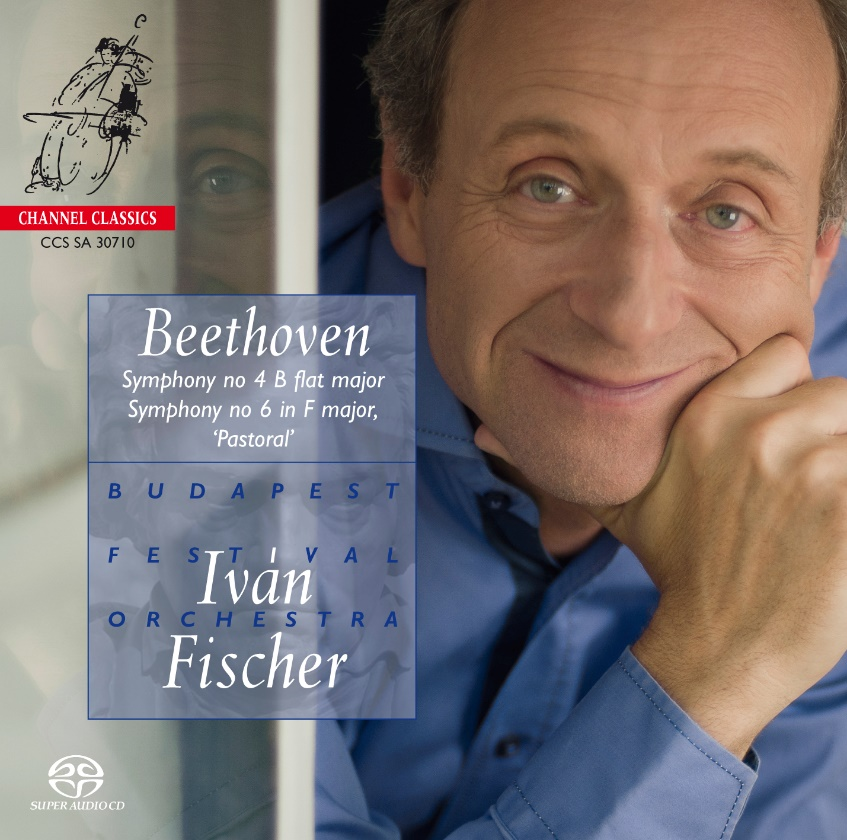 CHANNEL CLASSICS
CCS SA 30710
Beethoven
Symphony no 4 B flat major
Symphony no 6 in F major,
‘Pastoral’
BUDAPEST
FESTIVAL
Iván
ORCHESTRA
Fischer
SUPER AUDIO CD